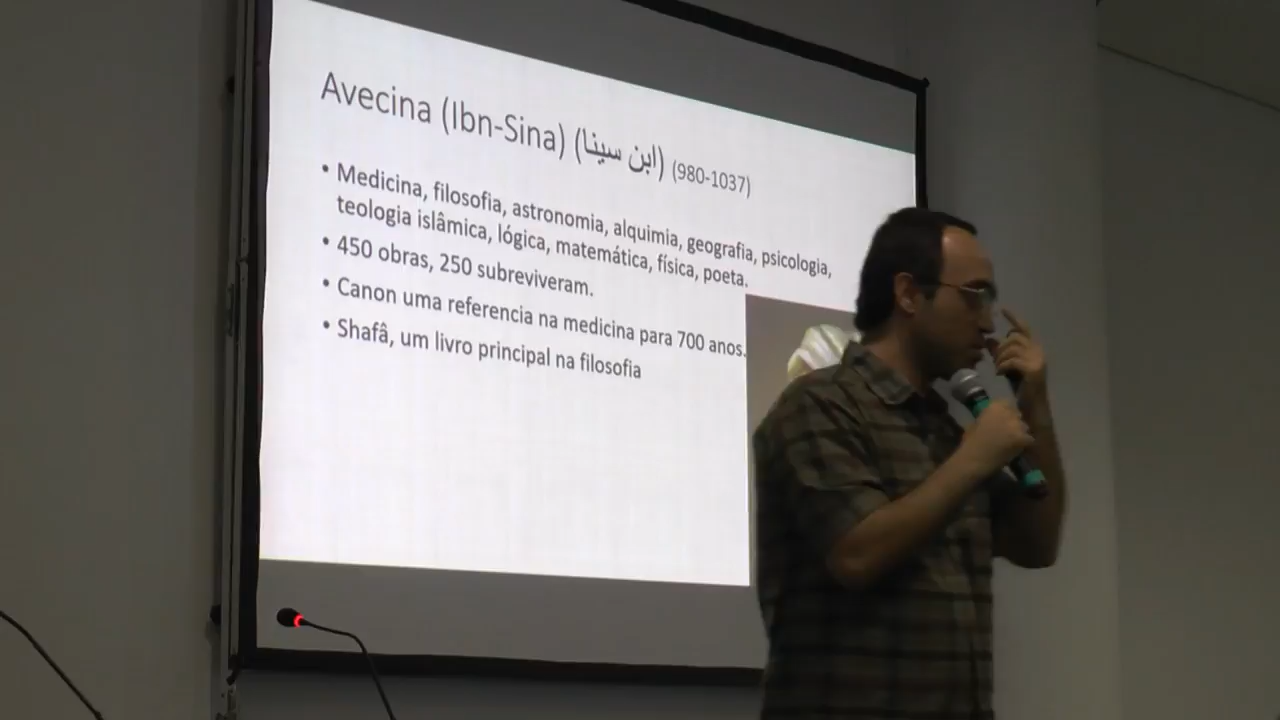 Avecina (Ibn-Sina) (ابن سينا) (980-1037)
• Medicina, filosofia, astronomia, alquimia, geografia, psicologia,
teologia islâmica, lógica, matemática, física, poeta.
• 450 obras, 250 subreviveram.
• Canon uma referencia na medicina para 700 anos.
• Shafâ, um livro principal na filosofia